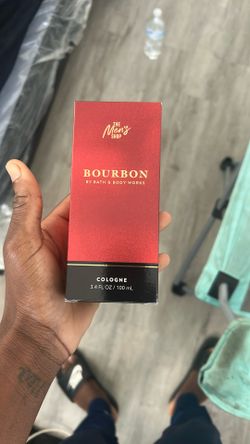 THE
Men's
SHOP
BOURBON
BY BATH & BODY WORKS
COLOGNE
3.4 FL OZ / 100 mL